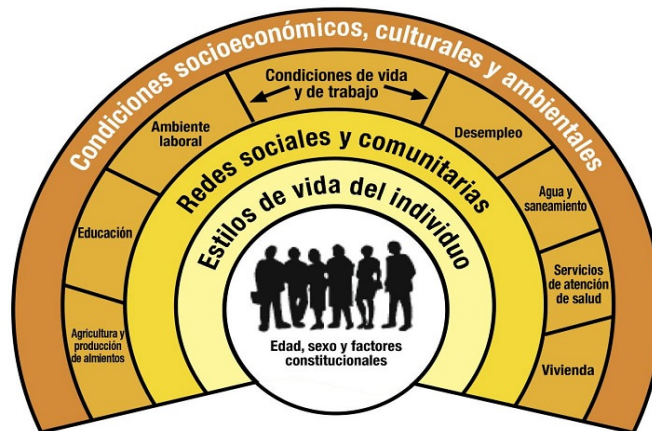 Condiciones socioeconómicos, culturales y ambientales
Condiciones de vida
y de trabajo
Ambiente
laboral
Desempleo
Redes sociales y comunitarias
Estilos de vida del individuo
Educación
Agua y
saneamiento
Servicios
de atención
de salud
Agricultura y
producción
de almientos
Vivienda
Edad, sexo y factores
constitucionales